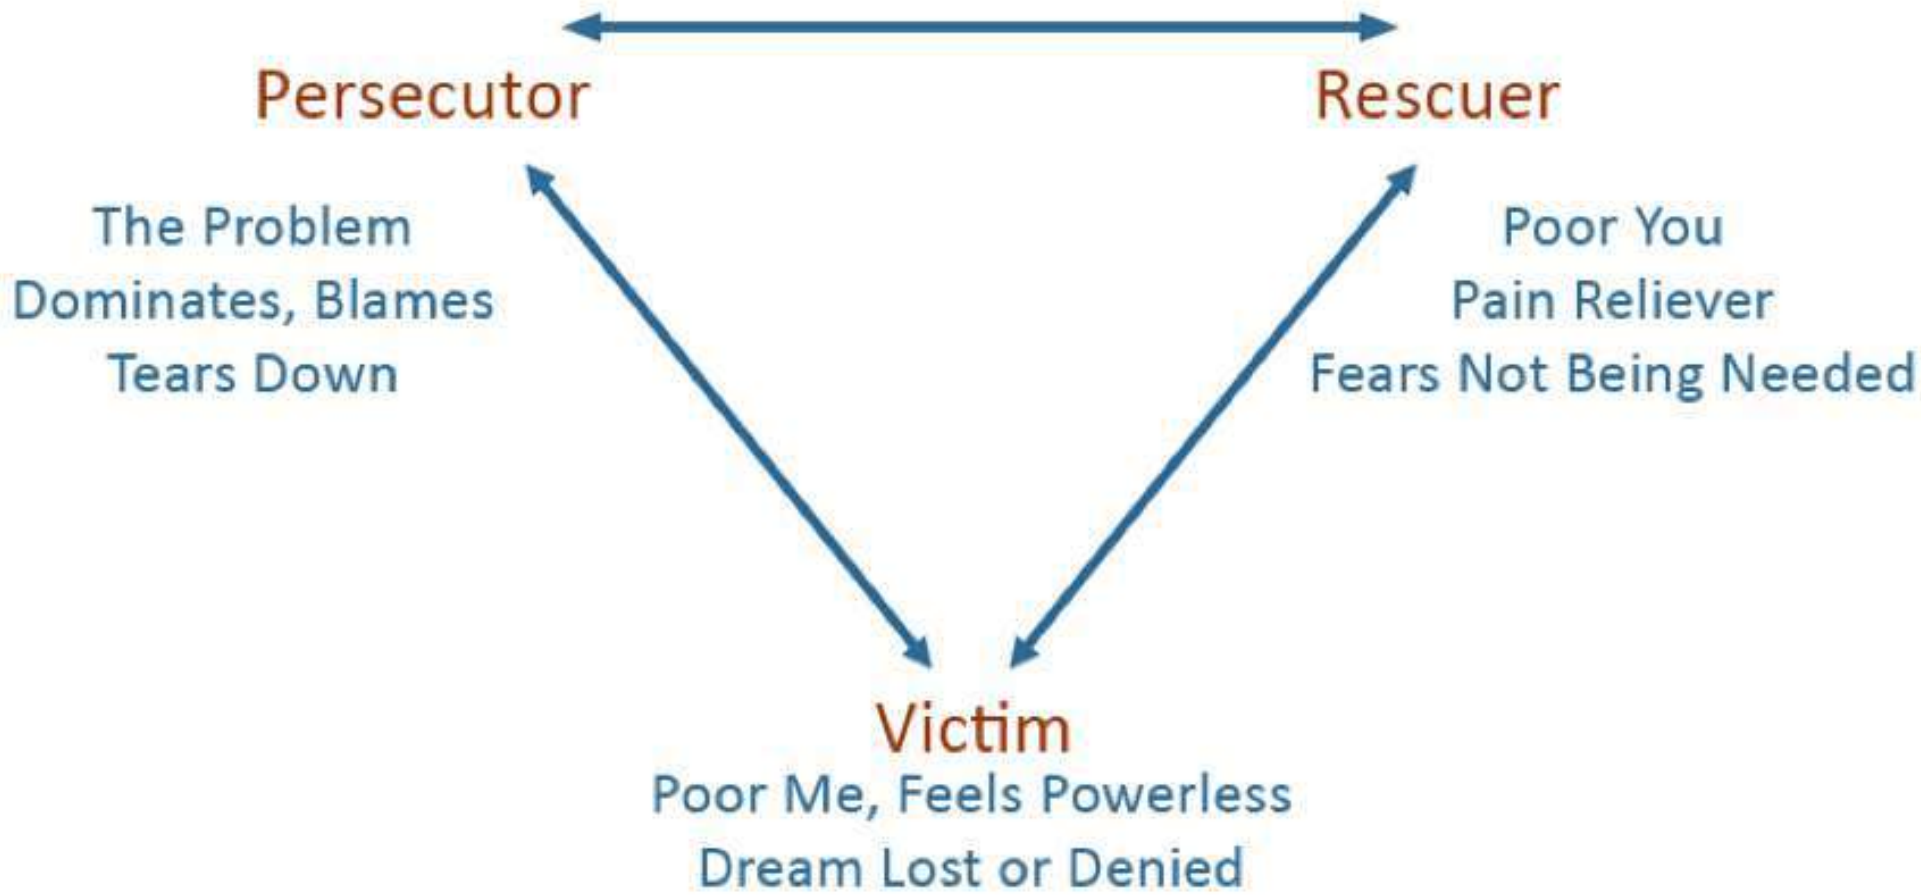 Persecutor
The Problem
Dominates, Blames
Tears Down
Rescuer
Poor You
Pain Reliever
Fears Not Being Needed
Victim
Poor Me, Feels Powerless
Dream Lost or Denied